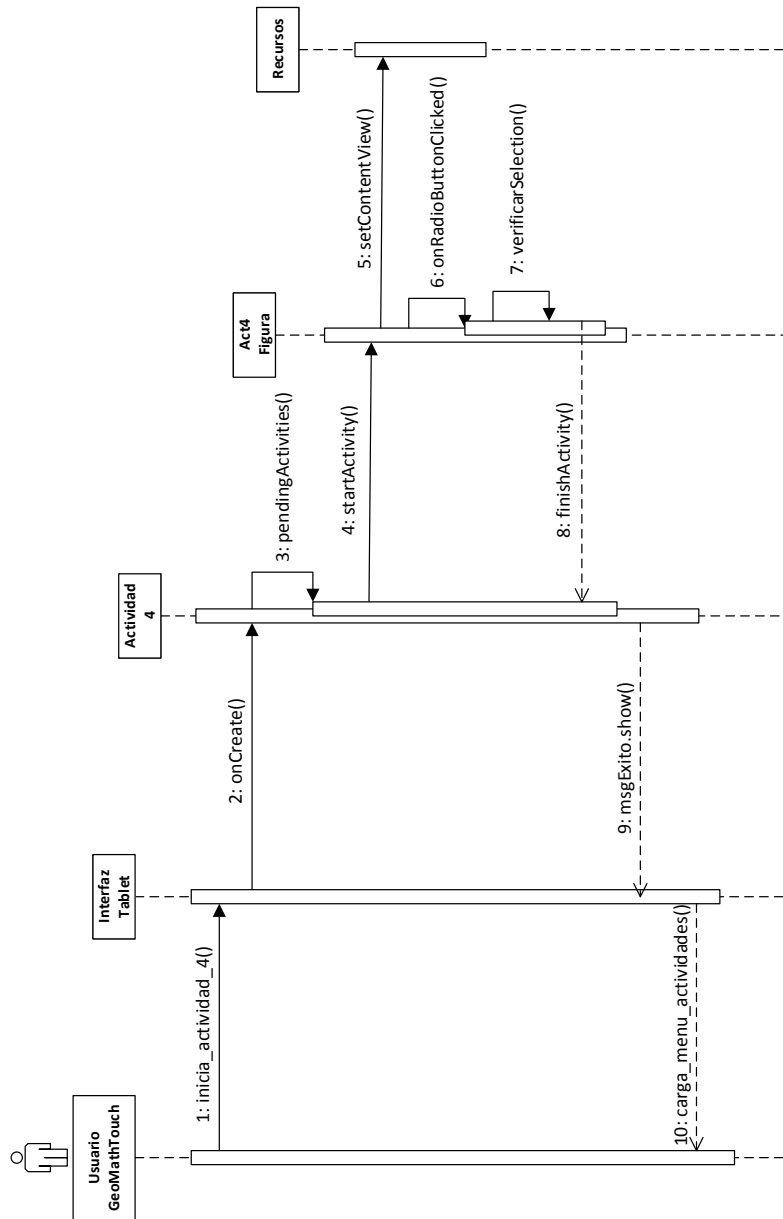 Usuario
GeoMathTouch
Interfaz
Tablet
Actividad
4
Act4
Figura
Recursos
1: inicia_actividad_4()
2: onCreate()
3: pendingActivities()
4: startActivity()
5: setContentView()
6: onRadioButtonClicked()
7: verificarSelection()
8: finishActivity()
9: msgExito.show()
10: carga_menu_actividades()